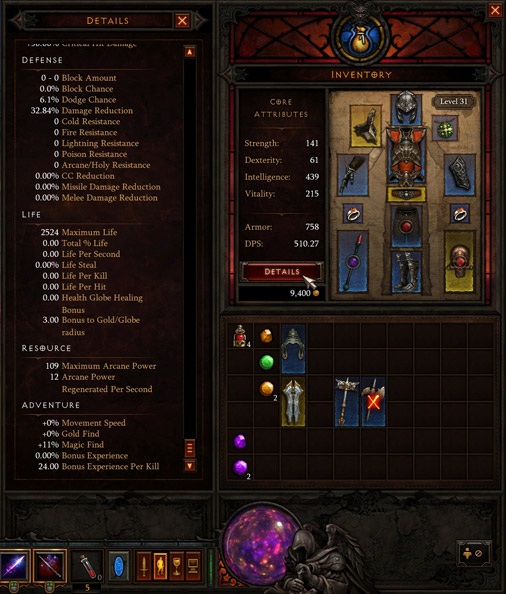 DETAILS
+50.00% Critical Hit Damage
DEFENSE
0 - 0 Block Amount
0.0% Block Chance
6.1% Dodge Chance
32.84% Damage Reduction
0 Cold Resistance
0 Fire Resistance
0 Lightning Resistance
0 Poison Resistance
0 Arcane/Holy Resistance
0.00% CC Reduction
0.00% Missile Damage Reduction
0.00% Melee Damage Reduction
LIFE
2524 Maximum Life
0.00 Total % Life
0.00 Life Per Second
0.00% Life Steal
0.00 Life Per Kill
0.00 Life Per Hit
0.00 Health Globe Healing
Bonus
3.00 Bonus to Gold/Globe
radius
RESOURCE
109 Maximum Arcane Power
12 Arcane Power
Regenerated Per Second
ADVENTURE
+0% Movement Speed
+0% Gold Find
+11% Magic Find
0.00% Bonus Experience
24.00 Bonus Experience Per Kill
INVENTORY
CORE
ATTRIBUTES
Level 31
Strength: 141
Dexterity: 61
Intelligence: 439
Vitality: 215
Armor: 758
DPS: 510.27
DETAILS
9,400
4
2
2
0
5